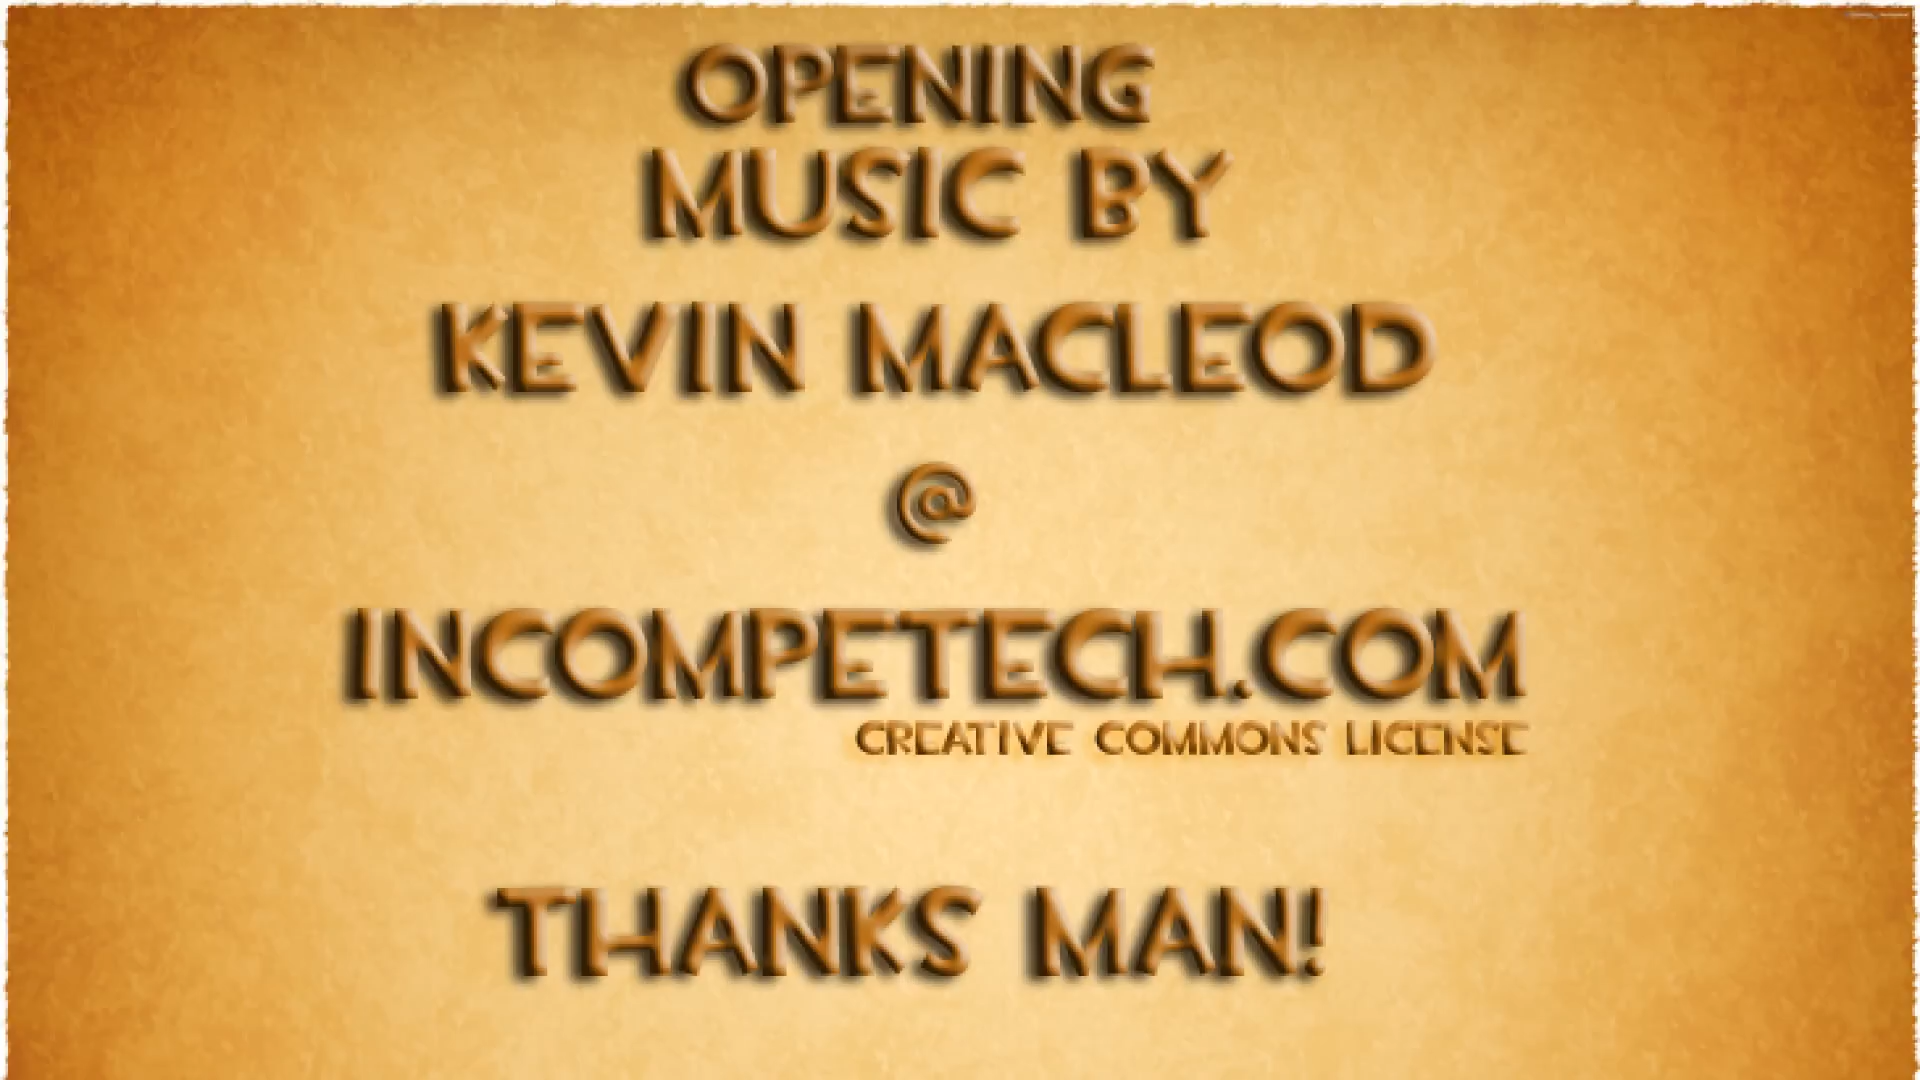 OPENING
MUSIC BY
KEVIN MACLEOD
@
INCOMPETECH.COM
CREATIVE COMMONS LICENSE
THANKS MAN!